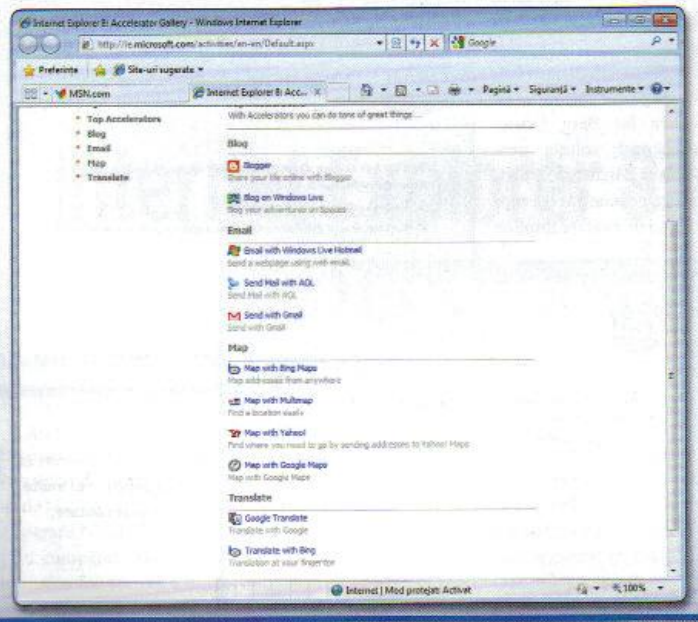 Internet Explorer 8: Accelerator Gallery - Windows Internet Explorer
http://ie.microsoft.com/activities/en-en/Default.aspx
Google
Preferinte Site-uri sugerate
MSN.com Internet Explorer 8: Acc... X Pagină Siguranță Instrumente
With Accelerators you can do tons of great things...
Top Accelerators
Blog
Email
Map
Translate
Blog
Blogger
Share your life online with Blogger
Blog on Windows Live
Blog your adventures on Spaces
Email
Email with Windows Live Hotmail
Send a webpage using web email.
Send Mail with AOL
Send Mail with AOL
Send with Gmail
Send with Gmail
Map
Map with Bing Maps
Map addresses from anywhere
Map with Multimap
Find a location easily
Map with Yahoo!
Find where you need to go by sending addresses to Yahoo! Maps
Map with Google Maps
Map with Google Maps
Translate
Google Translate
Translate with Google
Translate with Bing
Translation at your fingertip
Internet | Mod protejat: Activat 100%